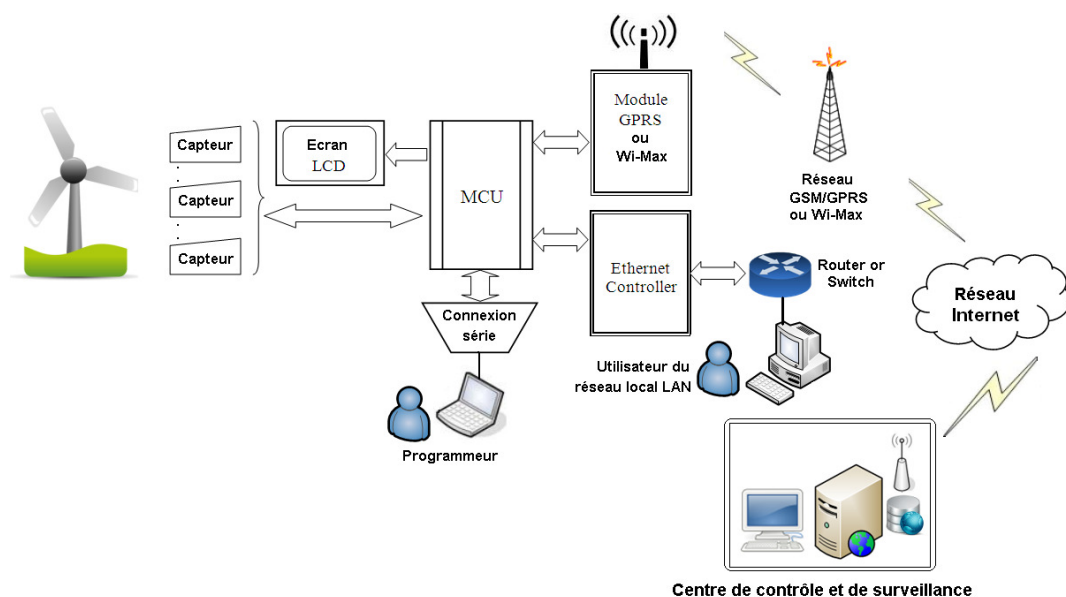 Capteur
Capteur
Capteur
Ecran
LCD
MCU
Module
GPRS
ou
Wi-Max
Réseau
GSM/GPRS
ou Wi-Max
Ethernet
Controller
Router or
Switch
Réseau
Internet
Connexion
série
Utilisateur du
réseau local LAN
Programmeur
Centre de contrôle et de surveillance